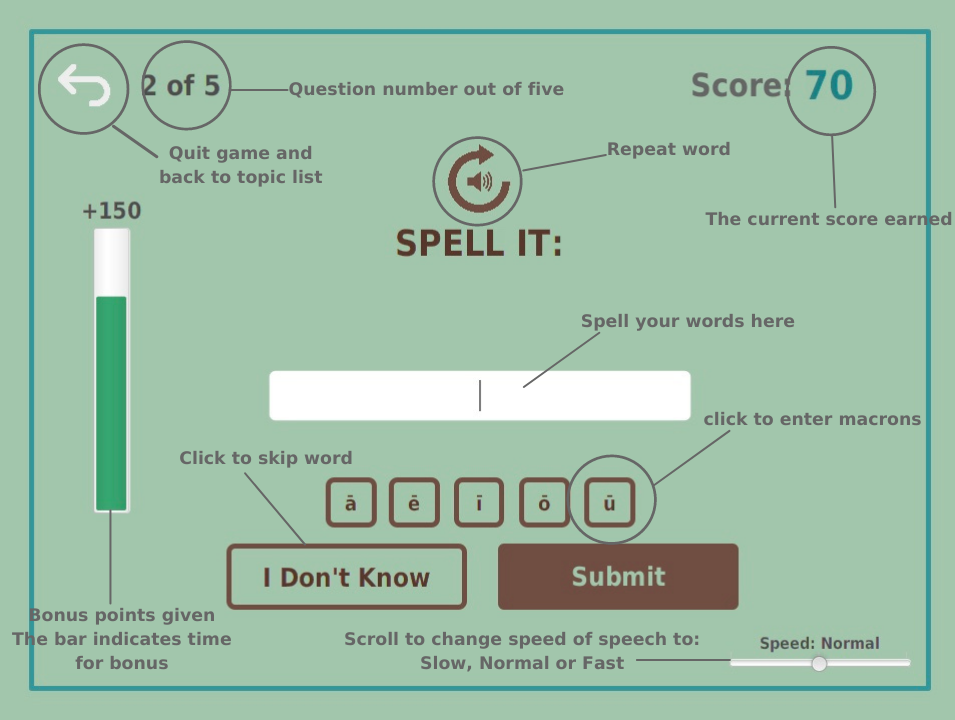 2 of 5
Question number out of five
Score: 70
Quit game and
back to topic list
Repeat word
+150
The current score earned
SPELL IT:
Spell your words here
click to enter macrons
Click to skip word
ā ē ī ō ū
I Don't Know
Submit
Bonus points given
The bar indicates time
for bonus
Scroll to change speed of speech to:
Slow, Normal or Fast
Speed: Normal